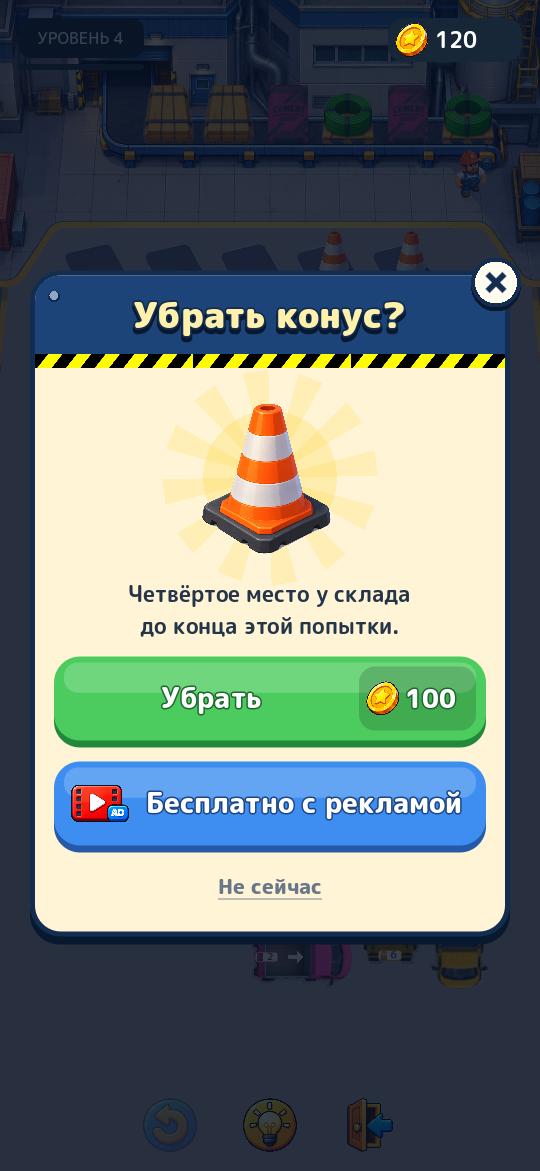 УРОВЕНЬ 4
120
Убрать конус?
Четвёртое место у склада
до конца этой попытки.
Убрать
100
AD
Бесплатно с рекламой
Не сейчас